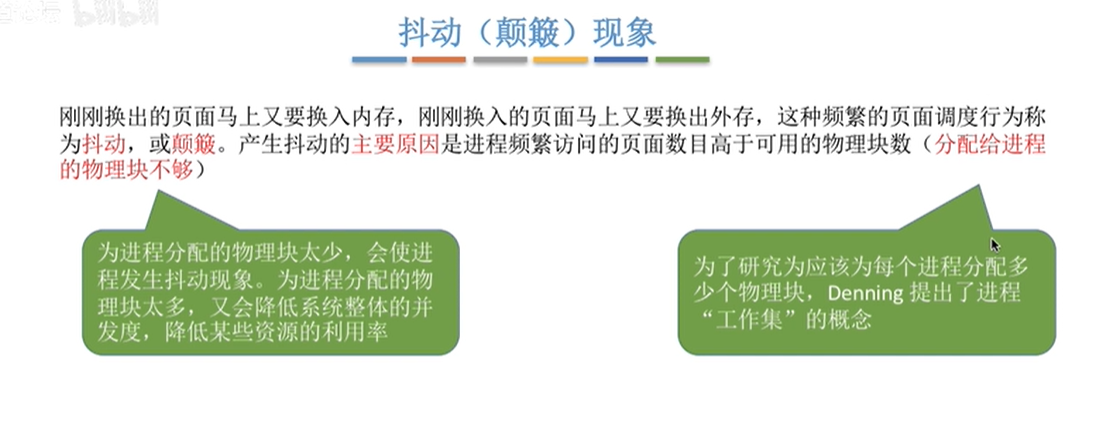 bilibili
抖动（颠簸）现象
刚刚换出的页面马上又要换入内存，刚刚换入的页面马上又要换出外存，这种频繁的页面调度行为称
为抖动，或颠簸。产生抖动的主要原因是进程频繁访问的页面数目高于可用的物理块数（分配给进程
的物理块不够）
为进程分配的物理块太少，会使进
程发生抖动现象。为进程分配的物
理块太多，又会降低系统整体的并
发度，降低某些资源的利用率
为了研究为应该为每个进程分配多
少个物理块，Denning 提出了进程
“工作集”的概念